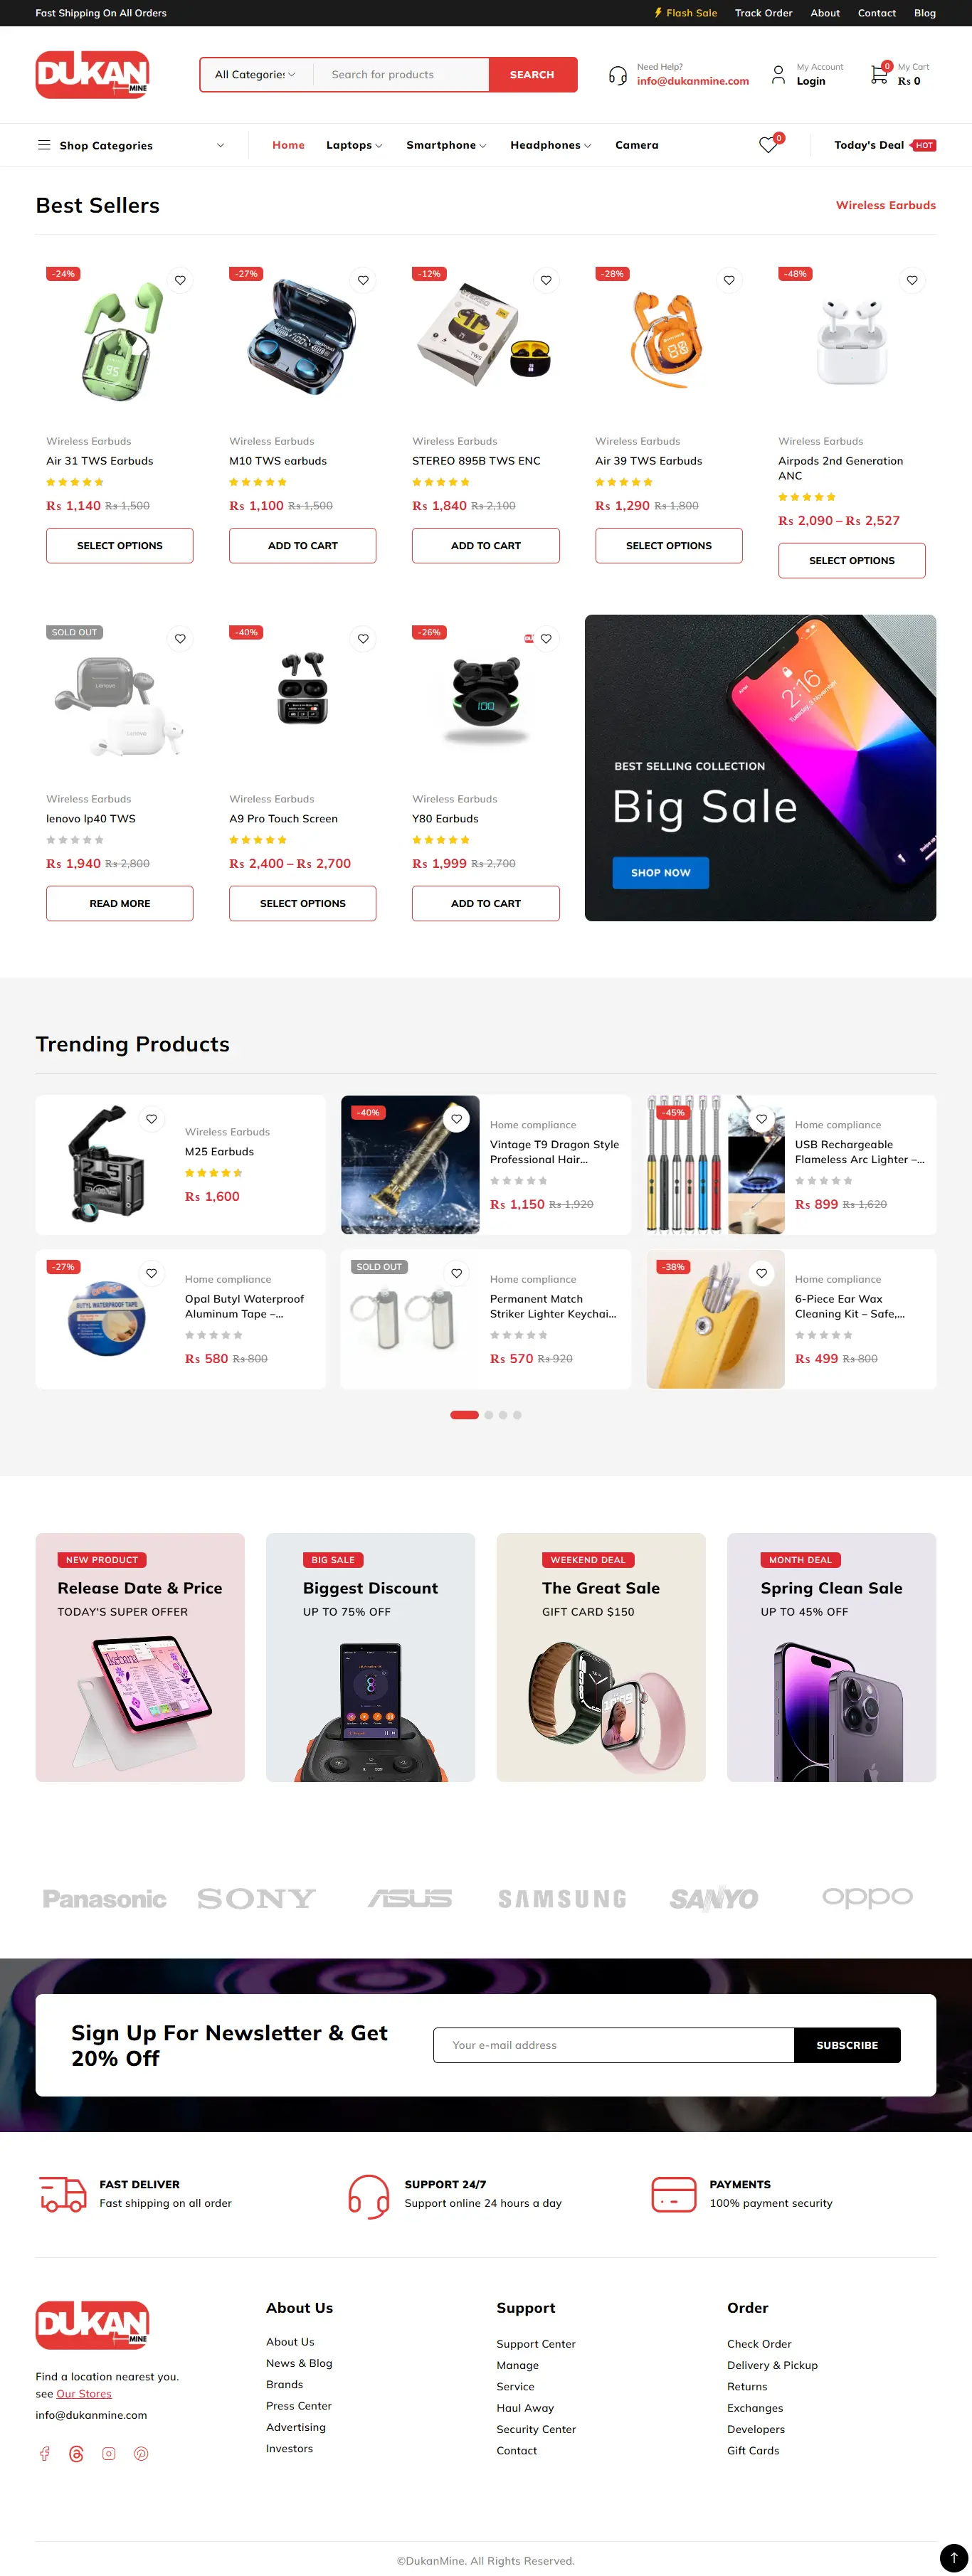 Fast Shipping On All Orders
Flash Sale
Track Order
About
Contact
Blog
DUKAN
MINE
All Categories
Search for products
SEARCH
Need Help?
info@dukanmine.com
My Account
Login
0
My Cart
₨ 0
Shop Categories
Home
Laptops
Smartphone
Headphones
Camera
0
Today's Deal
HOT
Best Sellers
Wireless Earbuds
-24%
-27%
-12%
-28%
-48%
Wireless Earbuds
Air 31 TWS Earbuds
₨ 1,140 ₨ 1,500
SELECT OPTIONS
Wireless Earbuds
M10 TWS earbuds
₨ 1,100 ₨ 1,500
ADD TO CART
Wireless Earbuds
STEREO 895B TWS ENC
₨ 1,840 ₨ 2,100
ADD TO CART
Wireless Earbuds
Air 39 TWS Earbuds
₨ 1,290 ₨ 1,800
SELECT OPTIONS
Wireless Earbuds
Airpods 2nd Generation
ANC
₨ 2,090 – ₨ 2,527
SELECT OPTIONS
SOLD OUT
Wireless Earbuds
lenovo lp40 TWS
₨ 1,940 ₨ 2,800
READ MORE
-40%
Wireless Earbuds
A9 Pro Touch Screen
₨ 2,400 – ₨ 2,700
SELECT OPTIONS
-26%
100
Wireless Earbuds
Y80 Earbuds
₨ 1,999 ₨ 2,700
ADD TO CART
2:16
Tuesday, 3 November
BEST SELLING COLLECTION
Big Sale
SHOP NOW
Trending Products
Wireless Earbuds
M25 Earbuds
₨ 1,600
-40%
Home compliance
Vintage T9 Dragon Style
Professional Hair...
₨ 1,150 ₨ 1,920
-45%
Home compliance
USB Rechargeable
Flameless Arc Lighter –...
₨ 899 ₨ 1,620
-27%
BUTYL WATERPROOF TAPE
Home compliance
Opal Butyl Waterproof
Aluminum Tape –...
₨ 580 ₨ 800
SOLD OUT
Home compliance
Permanent Match
Striker Lighter Keychai...
₨ 570 ₨ 920
-38%
Home compliance
6-Piece Ear Wax
Cleaning Kit – Safe,...
₨ 499 ₨ 800
NEW PRODUCT
Release Date & Price
TODAY'S SUPER OFFER
Ikebana
BIG SALE
Biggest Discount
UP TO 75% OFF
WEEKEND DEAL
The Great Sale
GIFT CARD $150
MONTH DEAL
Spring Clean Sale
UP TO 45% OFF
Panasonic
SONY
ASUS
SAMSUNG
SANYO
oppo
Sign Up For Newsletter & Get
20% Off
Your e-mail address
SUBSCRIBE
FAST DELIVER
Fast shipping on all order
SUPPORT 24/7
Support online 24 hours a day
PAYMENTS
100% payment security
DUKAN
MINE
Find a location nearest you.
see Our Stores
info@dukanmine.com
About Us
About Us
News & Blog
Brands
Press Center
Advertising
Investors
Support
Support Center
Manage
Service
Haul Away
Security Center
Contact
Order
Check Order
Delivery & Pickup
Returns
Exchanges
Developers
Gift Cards
©DukanMine. All Rights Reserved.